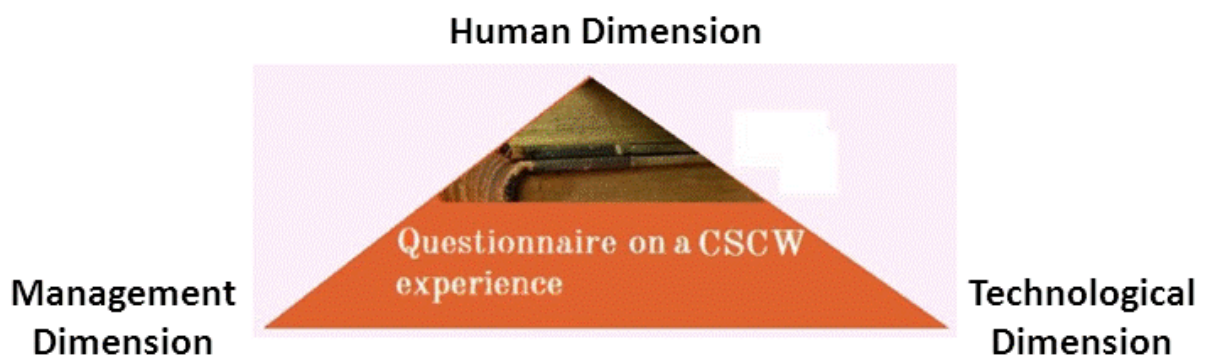 Human Dimension
Questionnaire on a CSCW
experience
Management
Dimension
Technological
Dimension